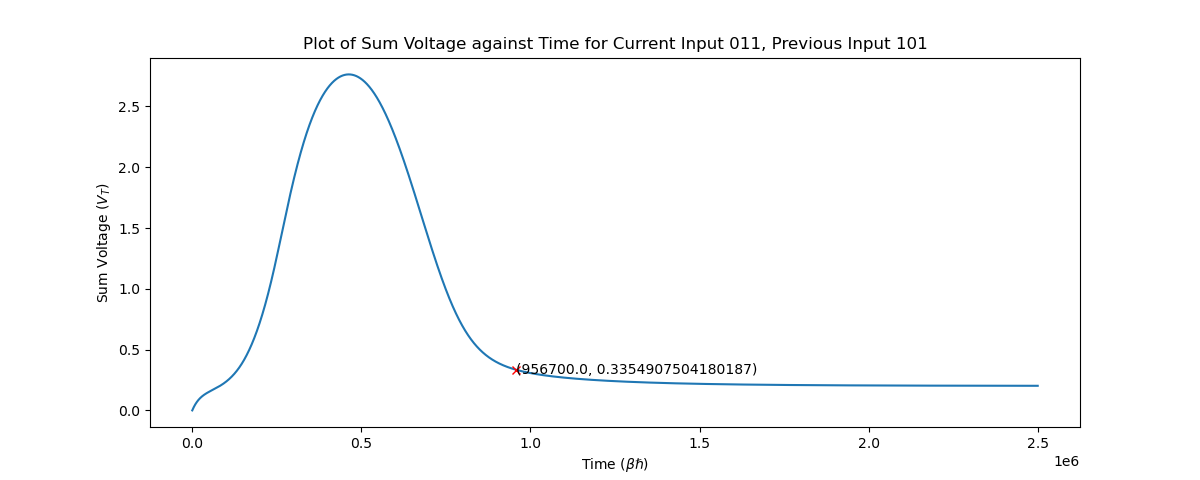 Plot of Sum Voltage against Time for Current Input 011, Previous Input 101
Sum Voltage (V_T)
2.5
2.0
1.5
1.0
0.5
0.0
(956700.0, 0.3354907504180187)
0.0 0.5 1.0 1.5 2.0 2.5
1e6
Time (βħ)